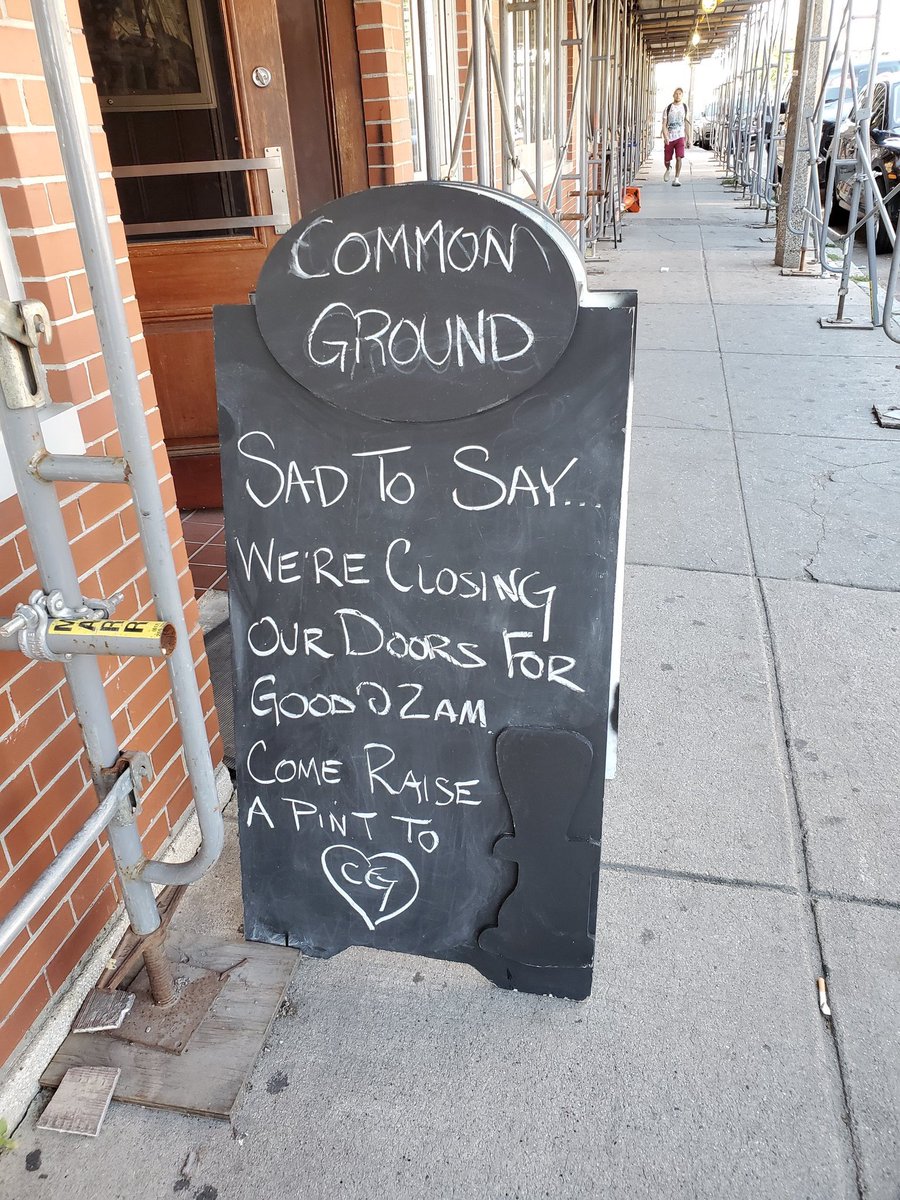 COMMON
GROUND
SAD TO SAY...
WE'RE CLOSING
OUR DOORS FOR
GOOD @ 2AM.
COME RAISE
A PINT TO
CG